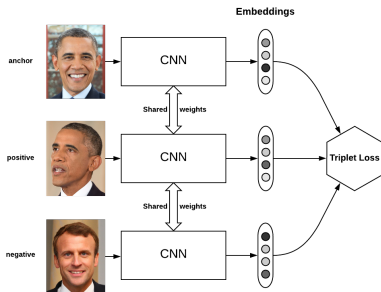 Embeddings
anchor
CNN
Shared weights
positive
CNN
Triplet Loss
Shared weights
negative
CNN